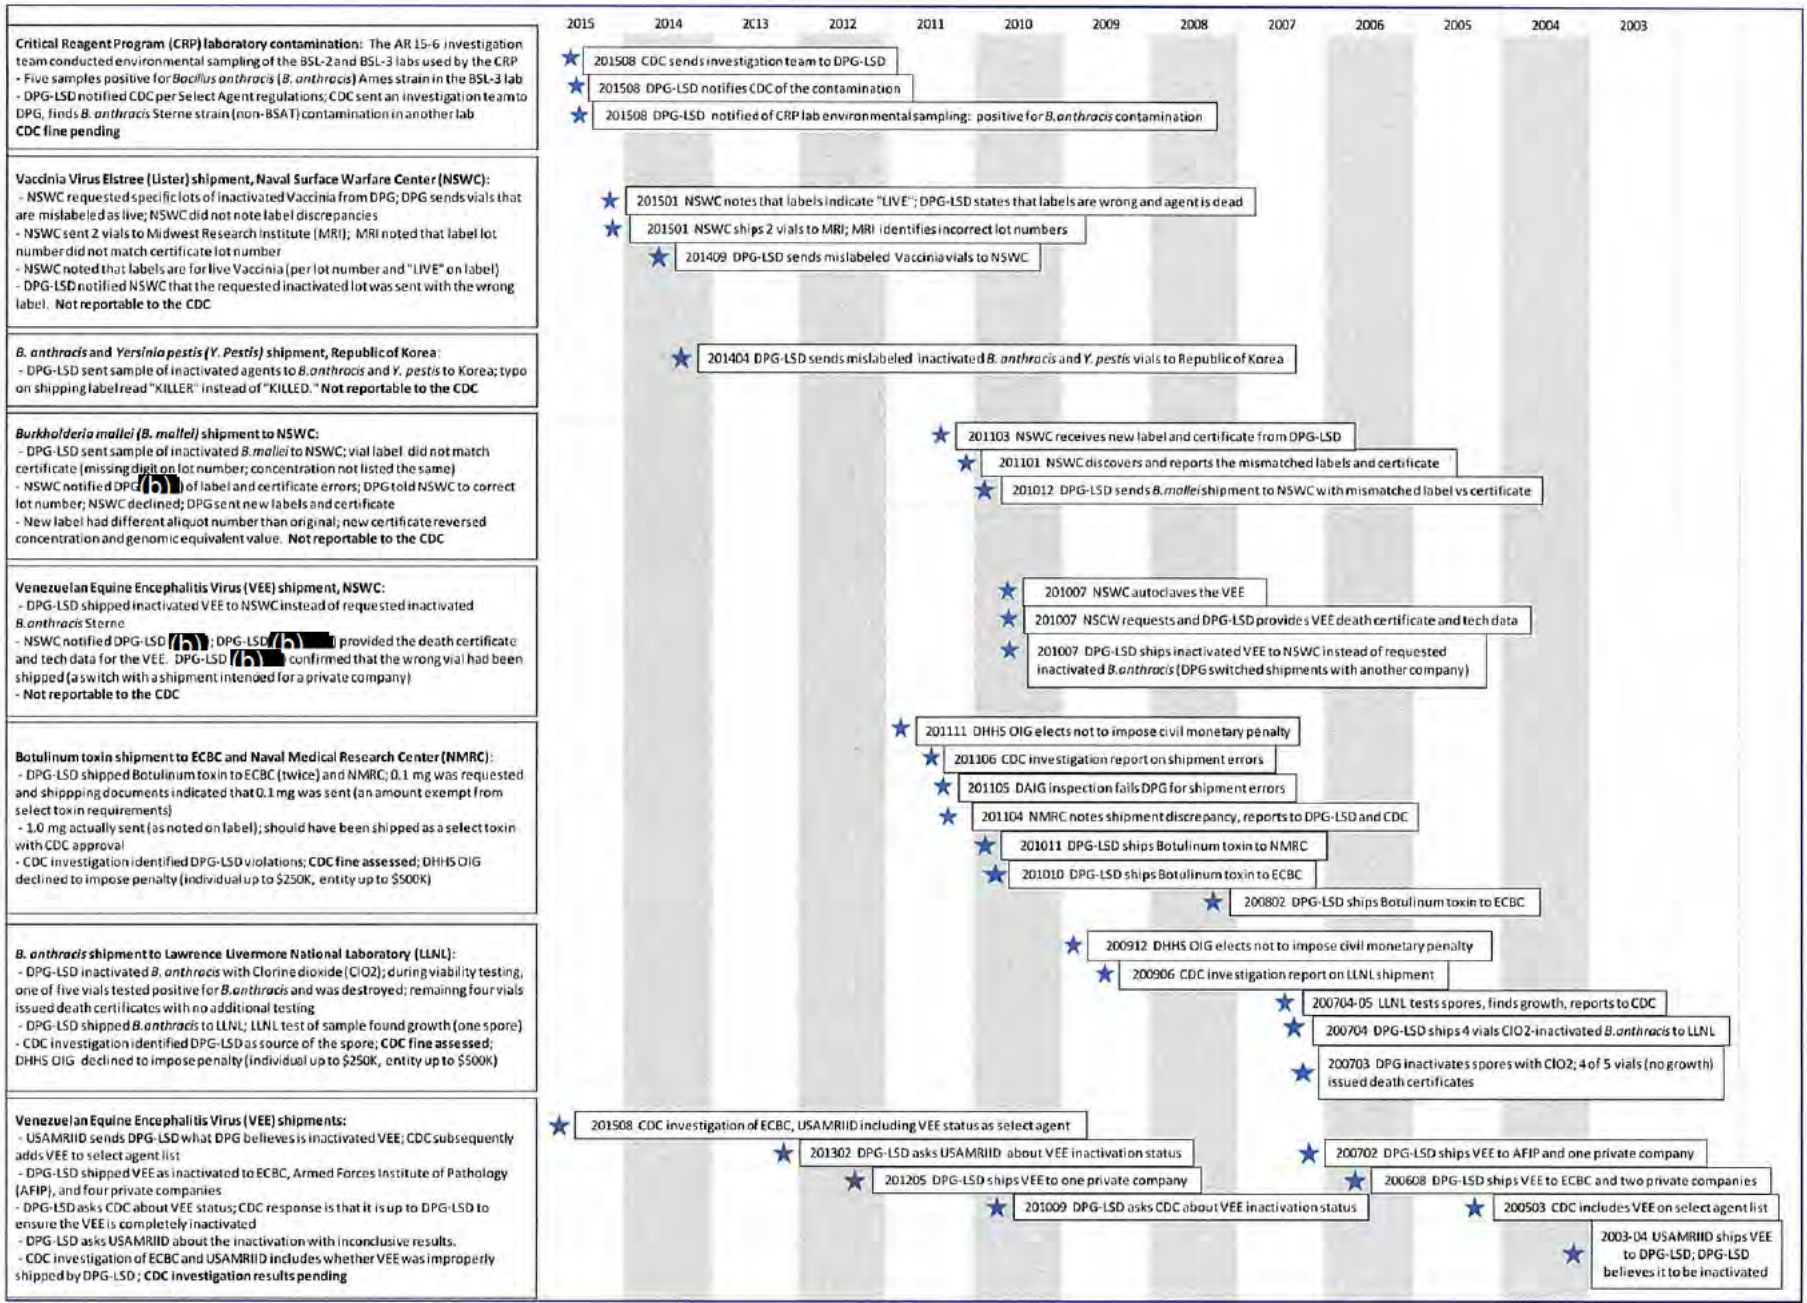 2015 2014 2013 2012 2011 2010 2009 2008 2007 2006 2005 2004 2003
Critical Reagent Program (CRP) laboratory contamination: The AR 15-6 investigation
team conducted environmental sampling of the BSL-2 and BSL-3 labs used by the CRP
- Five samples positive for Bacillus anthracis (B. anthracis) Ames strain in the BSL-3 lab
- DPG-LSD notified CDC per Select Agent regulations; CDC sent an investigation team to
DPG, finds B. anthracis Sterne strain (non-BSAT) contamination in another lab
CDC fine pending
201508 CDC sends investigation team to DPG-LSD
201508 DPG-LSD notifies CDC of the contamination
201508 DPG-LSD notified of CRP lab environmental sampling: positive for B.anthracis contamination
Vaccinia Virus Elstree (Lister) shipment, Naval Surface Warfare Center (NSWC):
- NSWC requested specific lots of inactivated Vaccinia from DPG; DPG sends vials that
are mislabeled as live; NSWC did not note label discrepancies
- NSWC sent 2 vials to Midwest Research Institute (MRI); MRI noted that label lot
number did not match certificate lot number
- NSWC noted that labels are for live Vaccinia (per lot number and "LIVE" on label)
- DPG-LSD notified NSWC that the requested inactivated lot was sent with the wrong
label. Not reportable to the CDC
201501 NSWC notes that labels indicate "LIVE"; DPG-LSD states that labels are wrong and agent is dead
201501 NSWC ships 2 vials to MRI; MRI identifies incorrect lot numbers
201409 DPG-LSD sends mislabeled Vaccinia vials to NSWC
B. anthracis and Yersinia pestis (Y. Pestis) shipment, Republic of Korea:
- DPG-LSD sent sample of inactivated agents to B.anthracis and Y. pestis to Korea; typo
on shipping label read "KILLER" instead of "KILLED." Not reportable to the CDC
201404 DPG-LSD sends mislabeled inactivated B. anthracis and Y. pestis vials to Republic of Korea
Burkholderia mallei (B. mallei) shipment to NSWC:
- DPG-LSD sent sample of inactivated B.mallei to NSWC; vial label did not match
certificate (missing digit on lot number; concentration not listed the same)
- NSWC notified DPG (b) of label and certificate errors; DPG told NSWC to correct
lot number; NSWC declined; DPG sent new labels and certificate
- New label had different aliquot number than original; new certificate reversed
concentration and genomic equivalent value. Not reportable to the CDC
201103 NSWC receives new label and certificate from DPG-LSD
201101 NSWC discovers and reports the mismatched labels and certificate
201012 DPG-LSD sends B.mallei shipment to NSWC with mismatched label vs certificate
Venezuelan Equine Encephalitis Virus (VEE) shipment, NSWC:
- DPG-LSD shipped inactivated VEE to NSWC instead of requested inactivated
B.anthracis Sterne
- NSWC notified DPG-LSD (b) ; DPG-LSD (b) ) provided the death certificate
and tech data for the VEE. DPG-LSD (b) ) confirmed that the wrong vial had been
shipped (a switch with a shipment intended for a private company)
- Not reportable to the CDC
201007 NSWC autoclaves the VEE
201007 NSCW requests and DPG-LSD provides VEE death certificate and tech data
201007 DPG-LSD ships inactivated VEE to NSWC instead of requested
inactivated B.anthracis (DPG switched shipments with another company)
Botulinum toxin shipment to ECBC and Naval Medical Research Center (NMRC):
- DPG-LSD shipped Botulinum toxin to ECBC (twice) and NMRC; 0.1 mg was requested
and shippping documents indicated that 0.1 mg was sent (an amount exempt from
select toxin requirements)
- 1.0 mg actually sent (as noted on label); should have been shipped as a select toxin
with CDC approval
- CDC investigation identified DPG-LSD violations; CDC fine assessed; DHHS OIG
declined to impose penalty (individual up to $250K, entity up to $500K)
201111 DHHS OIG elects not to impose civil monetary penalty
201106 CDC investigation report on shipment errors
201105 DAIG inspection fails DPG for shipment errors
201104 NMRC notes shipment discrepancy, reports to DPG-LSD and CDC
201011 DPG-LSD ships Botulinum toxin to NMRC
201010 DPG-LSD ships Botulinum toxin to ECBC
200802 DPG-LSD ships Botulinum toxin to ECBC
B. anthracis shipment to Lawrence Livermore National Laboratory (LLNL):
- DPG-LSD inactivated B. anthracis with Clorine dioxide (ClO2); during viability testing,
one of five vials tested positive for B.anthracis and was destroyed; remainng four vials
issued death certificates with no additional testing
- DPG-LSD shipped B.anthracis to LLNL; LLNL test of sample found growth (one spore)
- CDC investigation identified DPG-LSD as source of the spore; CDC fine assessed;
DHHS OIG declined to impose penalty (individual up to $250K, entity up to $500K)
200912 DHHS OIG elects not to impose civil monetary penalty
200906 CDC investigation report on LLNL shipment
200704-05 LLNL tests spores, finds growth, reports to CDC
200704 DPG-LSD ships 4 vials ClO2-inactivated B.anthracis to LLNL
200703 DPG inactivates spores with ClO2; 4 of 5 vials (no growth)
issued death certificates
Venezuelan Equine Encephalitis Virus (VEE) shipments:
- USAMRIID sends DPG-LSD what DPG believes is inactivated VEE; CDC subsequently
adds VEE to select agent list
- DPG-LSD shipped VEE as inactivated to ECBC, Armed Forces Institute of Pathology
(AFIP), and four private companies
- DPG-LSD asks CDC about VEE status; CDC response is that it is up to DPG-LSD to
ensure the VEE is completely inactivated
- DPG-LSD asks USAMRIID about the inactivation with inconclusive results.
- CDC investigation of ECBC and USAMRIID includes whether VEE was improperly
shipped by DPG-LSD; CDC investigation results pending
201508 CDC investigation of ECBC, USAMRIID including VEE status as select agent
201302 DPG-LSD asks USAMRIID about VEE inactivation status
200702 DPG-LSD ships VEE to AFIP and one private company
201205 DPG-LSD ships VEE to one private company
200608 DPG-LSD ships VEE to ECBC and two private companies
201009 DPG-LSD asks CDC about VEE inactivation status
200503 CDC includes VEE on select agent list
2003-04 USAMRIID ships VEE
to DPG-LSD; DPG-LSD
believes it to be inactivated